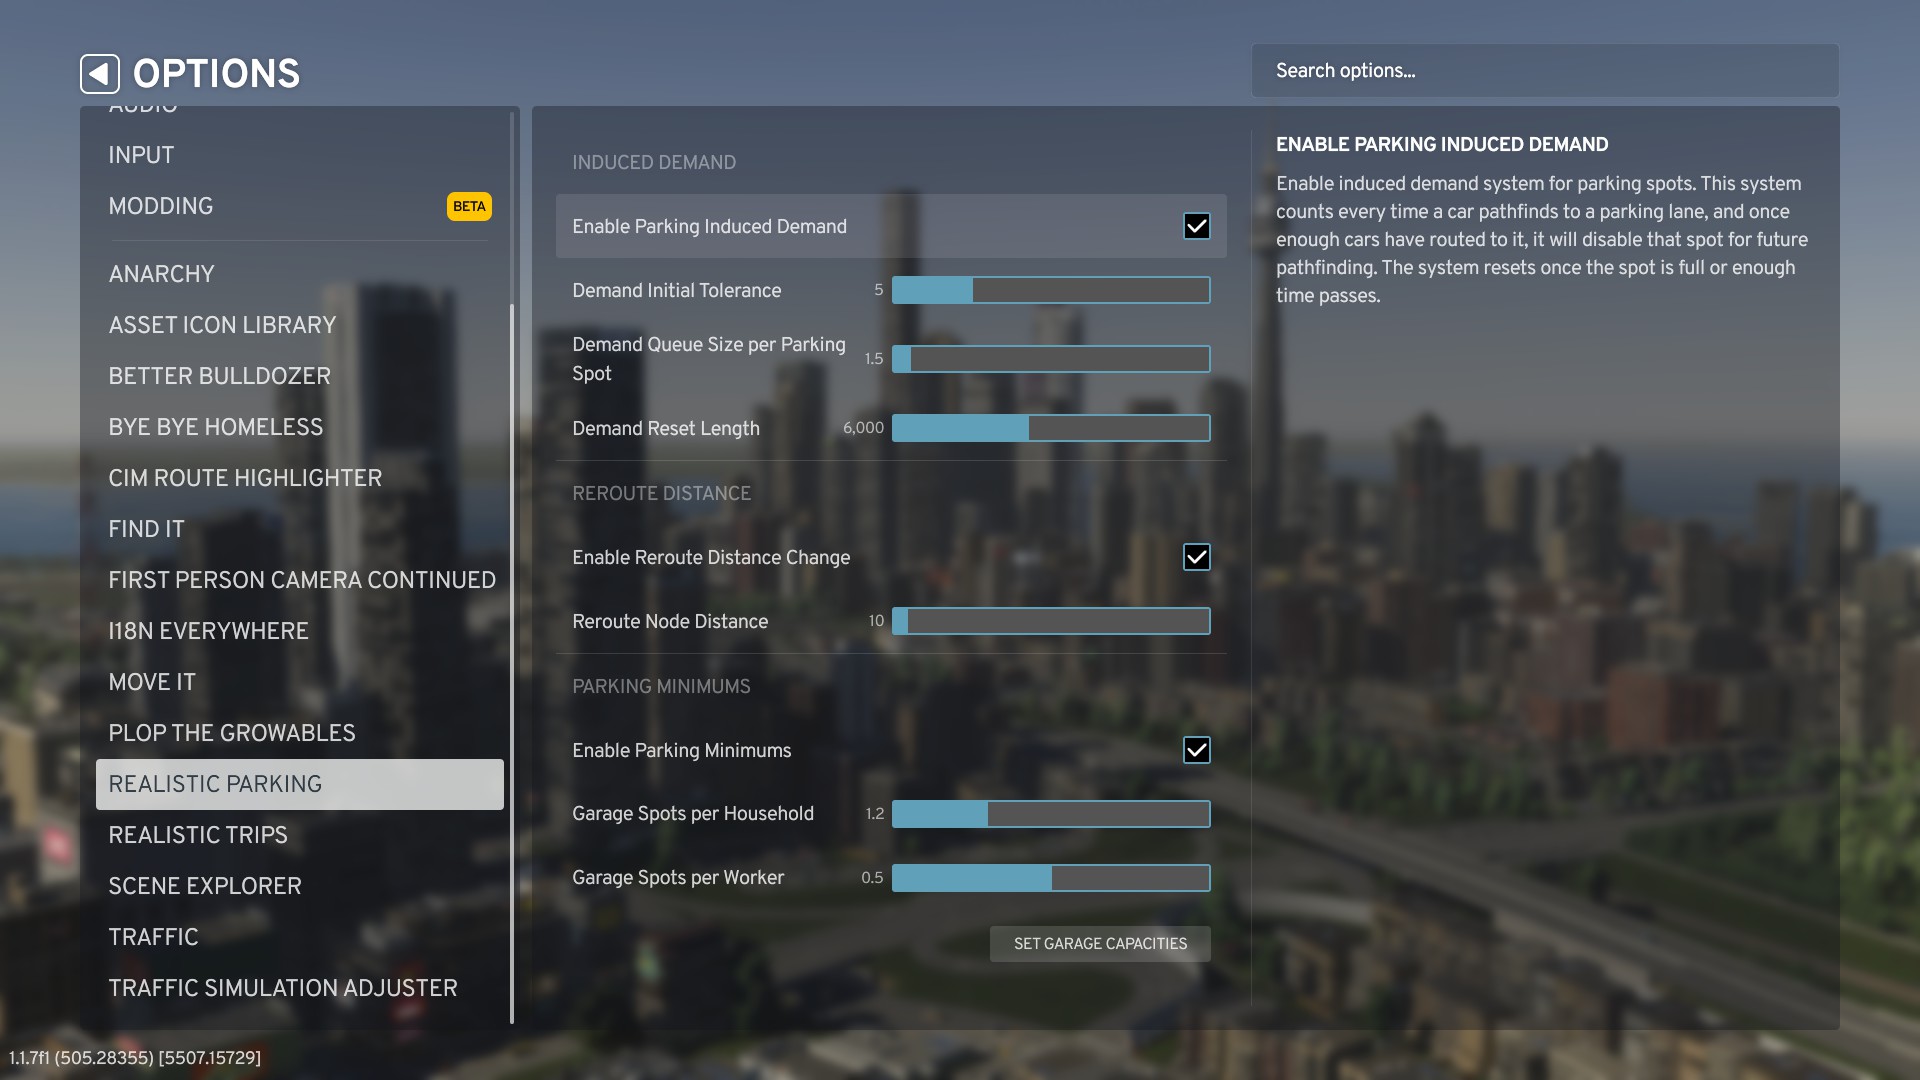 OPTIONS
Search options...
AUDIO
INPUT
MODDING
BETA
ANARCHY
ASSET ICON LIBRARY
BETTER BULLDOZER
BYE BYE HOMELESS
CIM ROUTE HIGHLIGHTER
FIND IT
FIRST PERSON CAMERA CONTINUED
I18N EVERYWHERE
MOVE IT
PLOP THE GROWABLES
REALISTIC PARKING
REALISTIC TRIPS
SCENE EXPLORER
TRAFFIC
TRAFFIC SIMULATION ADJUSTER
INDUCED DEMAND
Enable Parking Induced Demand
Demand Initial Tolerance 5
Demand Queue Size per Parking
Spot
1.5
Demand Reset Length 6,000
REROUTE DISTANCE
Enable Reroute Distance Change
Reroute Node Distance 10
PARKING MINIMUMS
Enable Parking Minimums
Garage Spots per Household 1.2
Garage Spots per Worker 0.5
SET GARAGE CAPACITIES
ENABLE PARKING INDUCED DEMAND
Enable induced demand system for parking spots. This system
counts every time a car pathfinds to a parking lane, and once
enough cars have routed to it, it will disable that spot for future
pathfinding. The system resets once the spot is full or enough
time passes.
1.1.7f1 (505.28355) [5507.15729]